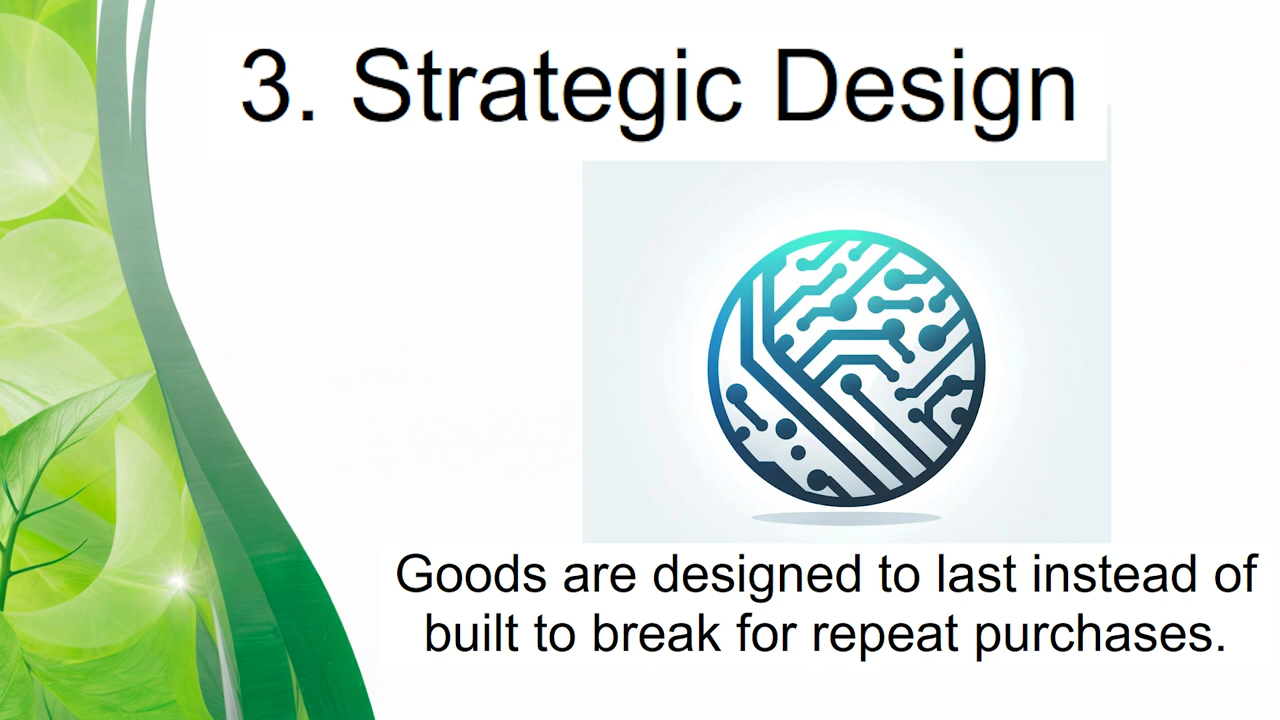 3. Strategic Design
Goods are designed to last instead of
built to break for repeat purchases.